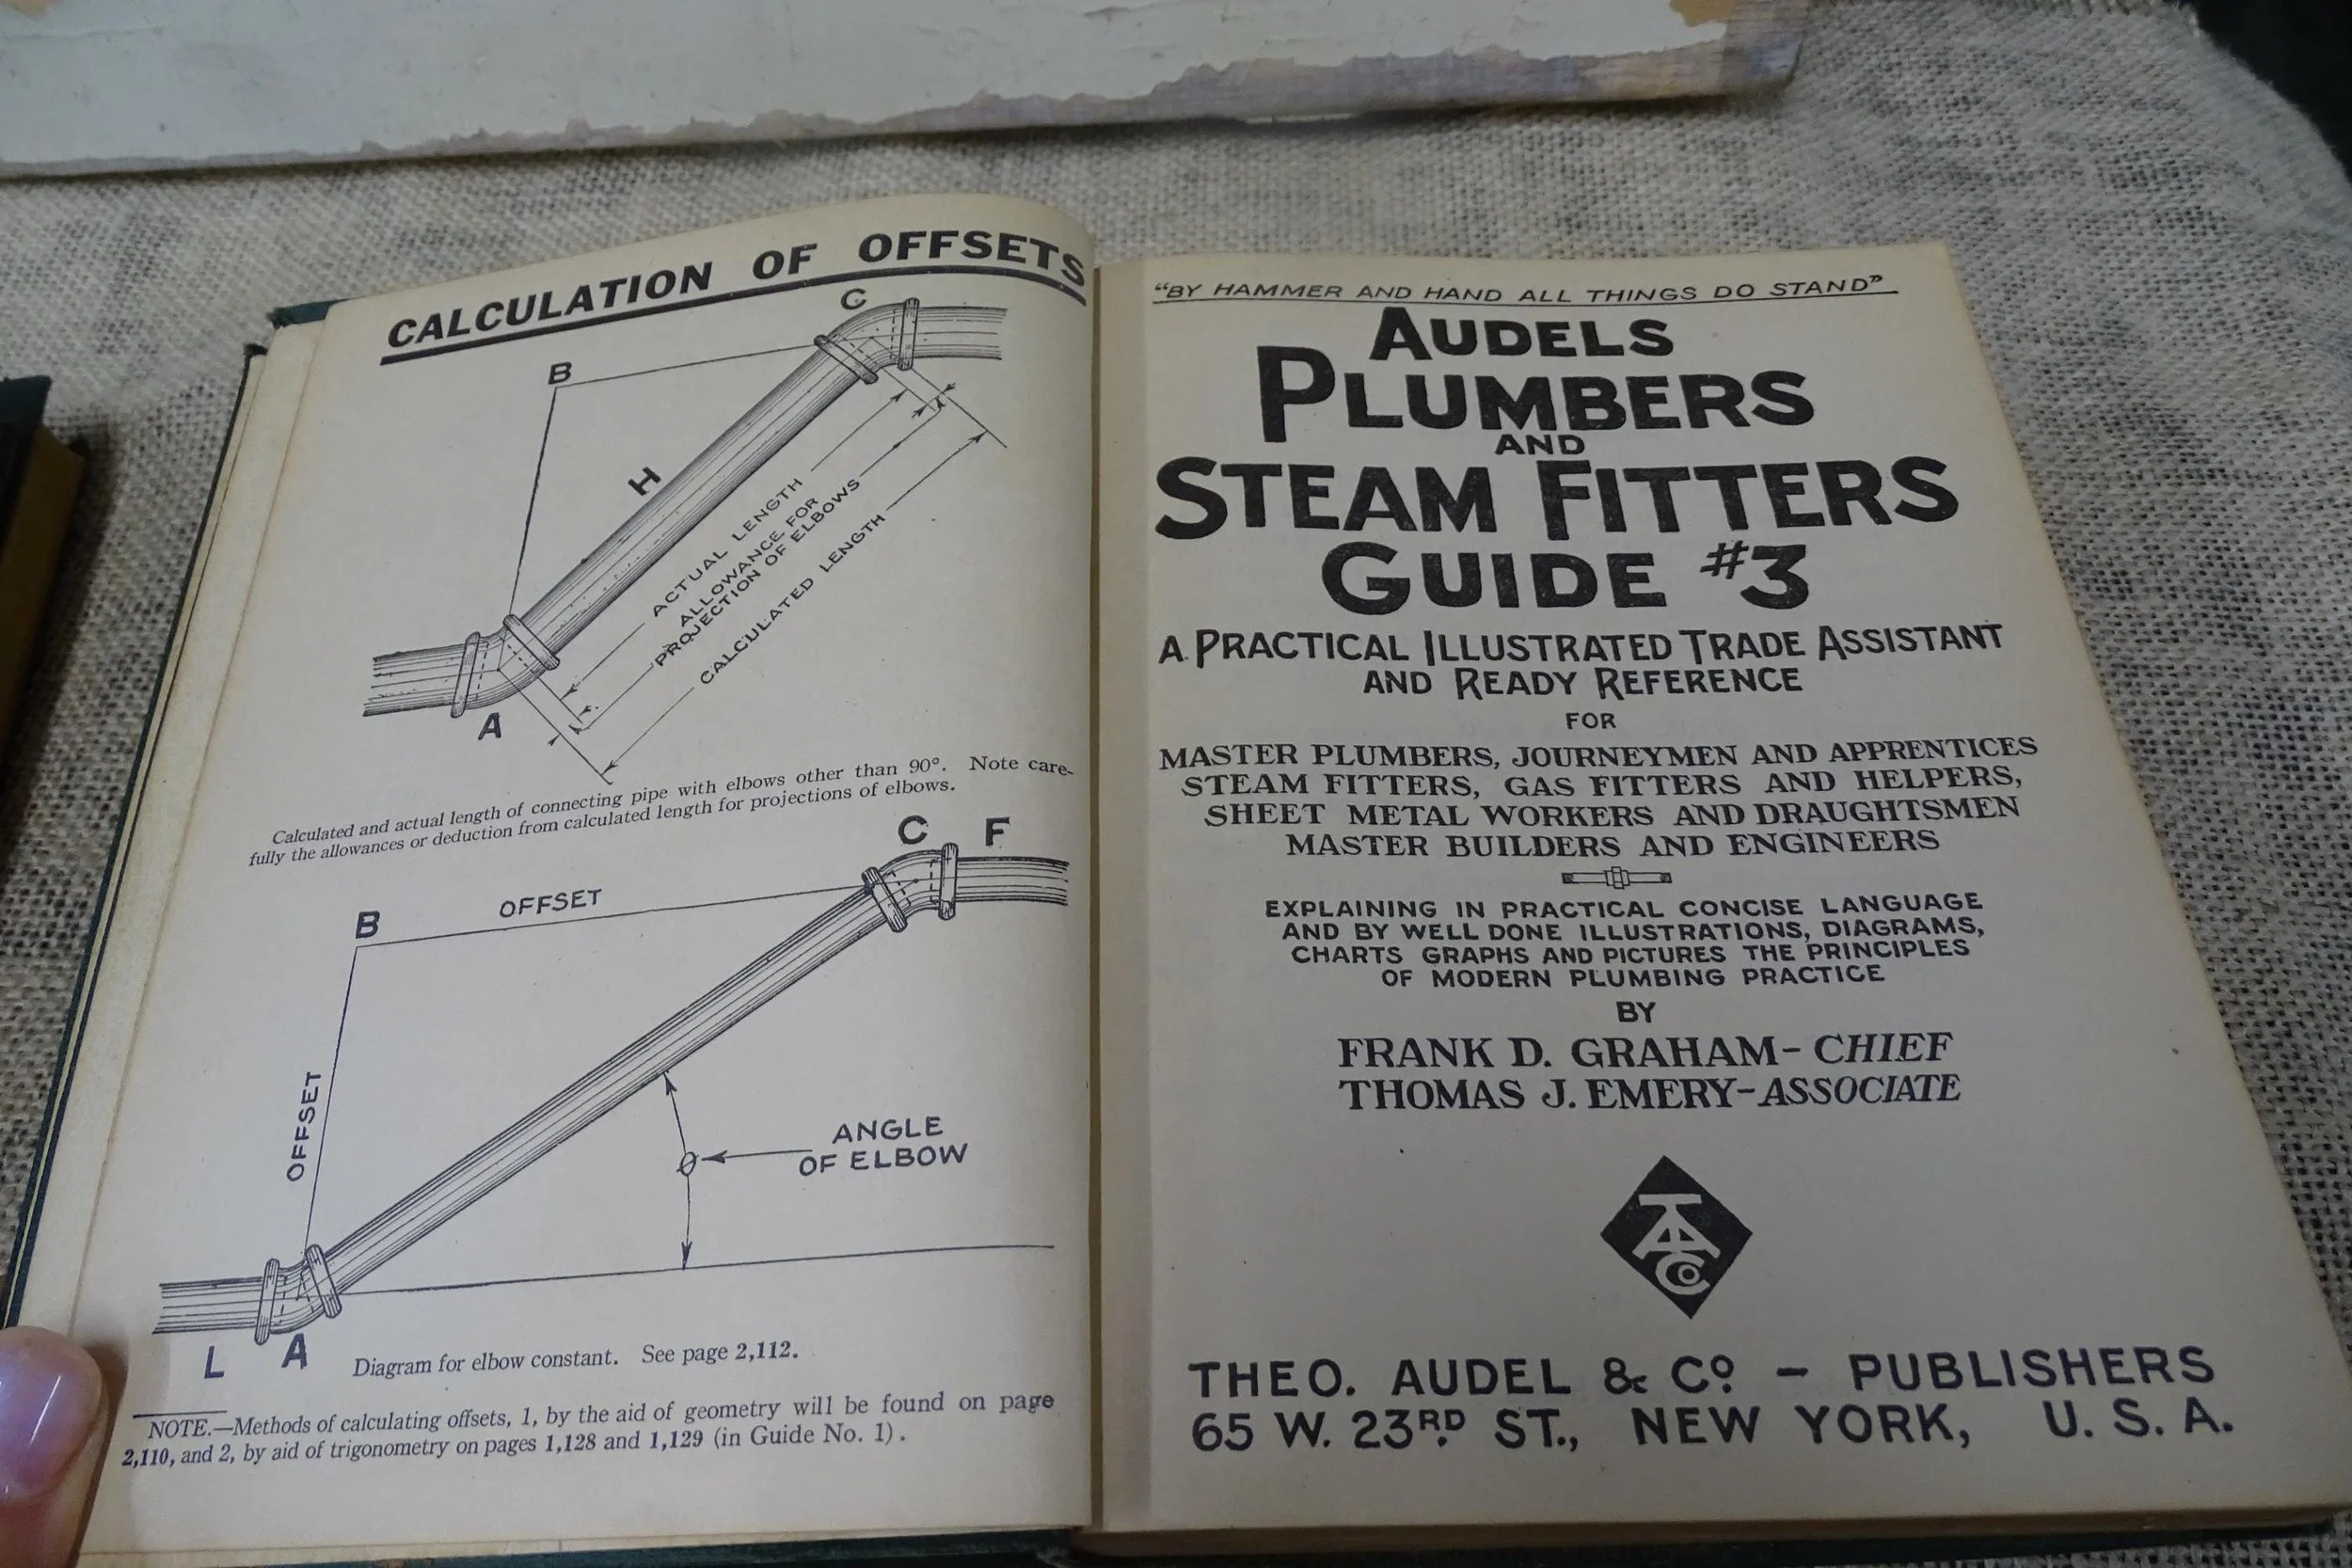 CALCULATION OF OFFSETS
C
B
H
ACTUAL LENGTH
ALLOWANCE FOR
PROJECTION OF ELBOWS
CALCULATED LENGTH
A
Calculated and actual length of connecting pipe with elbows other than 90°. Note care-
fully the allowances or deduction from calculated length for projections of elbows.
C F
B OFFSET
OFFSET
ANGLE
OF ELBOW
Ø
L A
Diagram for elbow constant. See page 2,112.
NOTE.—Methods of calculating offsets, 1, by the aid of geometry will be found on page
2,110, and 2, by aid of trigonometry on pages 1,128 and 1,129 (in Guide No. 1).
"BY HAMMER AND HAND ALL THINGS DO STAND"
AUDELS
PLUMBERS
AND
STEAM FITTERS
GUIDE #3
A PRACTICAL ILLUSTRATED TRADE ASSISTANT
AND READY REFERENCE
FOR
MASTER PLUMBERS, JOURNEYMEN AND APPRENTICES
STEAM FITTERS, GAS FITTERS AND HELPERS,
SHEET METAL WORKERS AND DRAUGHTSMEN
MASTER BUILDERS AND ENGINEERS
EXPLAINING IN PRACTICAL CONCISE LANGUAGE
AND BY WELL DONE ILLUSTRATIONS, DIAGRAMS,
CHARTS GRAPHS AND PICTURES THE PRINCIPLES
OF MODERN PLUMBING PRACTICE
BY
FRANK D. GRAHAM-CHIEF
THOMAS J. EMERY-ASSOCIATE
TACO
THEO. AUDEL & Co. - PUBLISHERS
65 W. 23RD ST., NEW YORK, U. S. A.